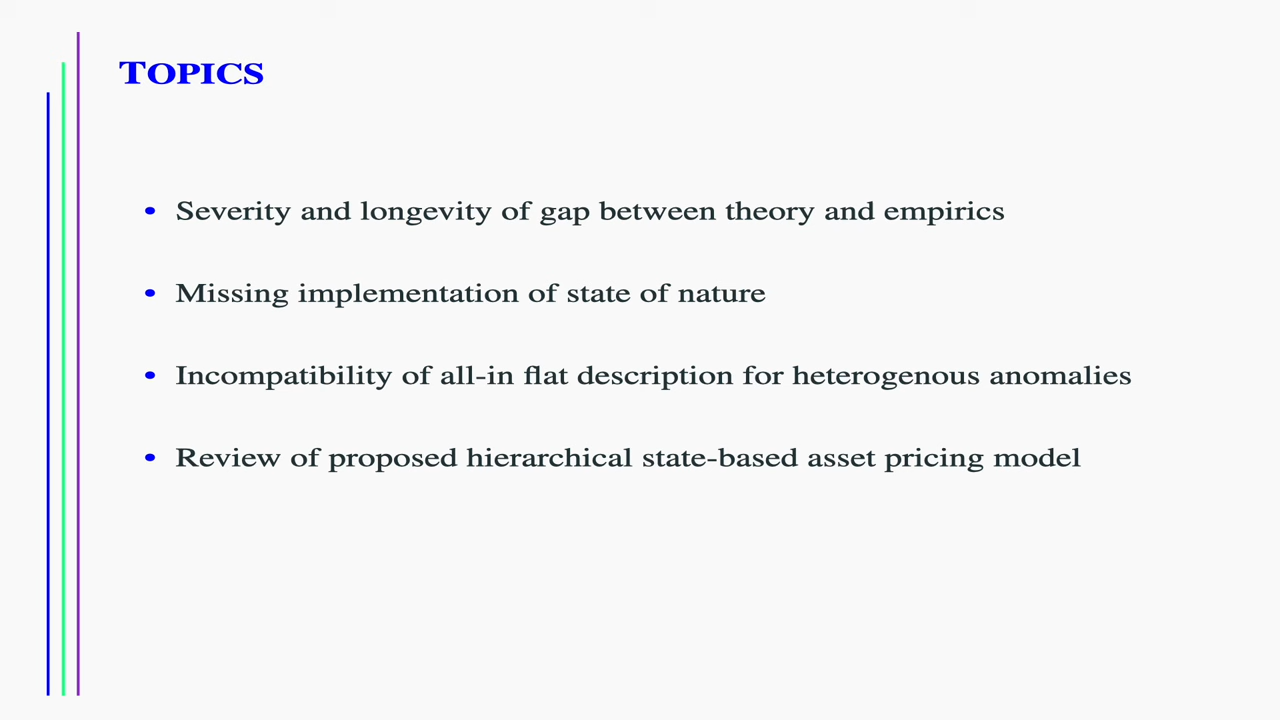 TOPICS
• Severity and longevity of gap between theory and empirics
• Missing implementation of state of nature
• Incompatibility of all-in flat description for heterogenous anomalies
• Review of proposed hierarchical state-based asset pricing model